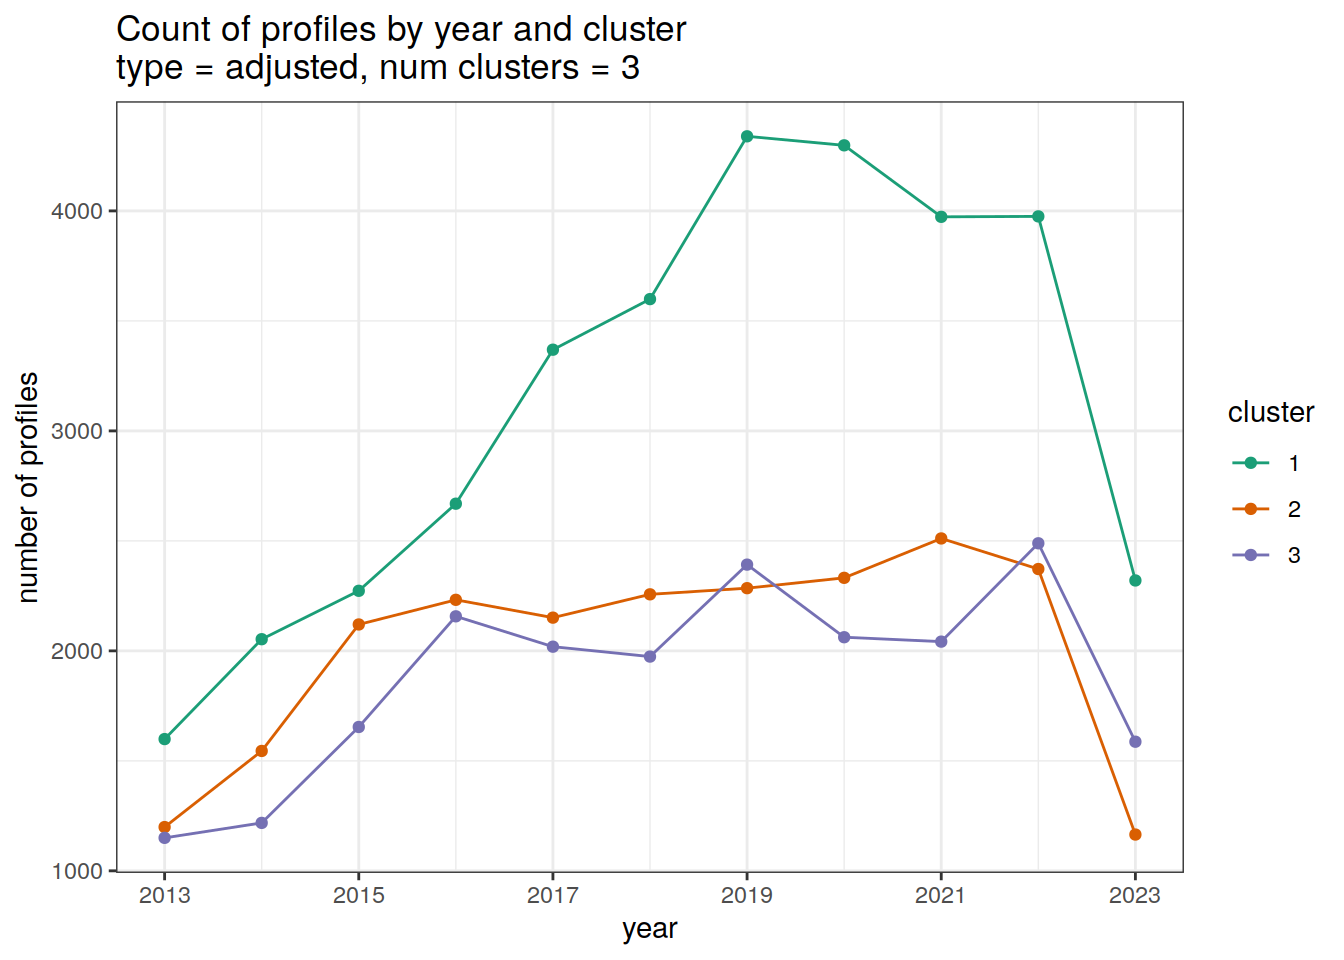 Count of profiles by year and cluster
type = adjusted, num clusters = 3
number of profiles
4000
3000
2000
1000
2013 2015 2017 2019 2021 2023
year
cluster
1
2
3